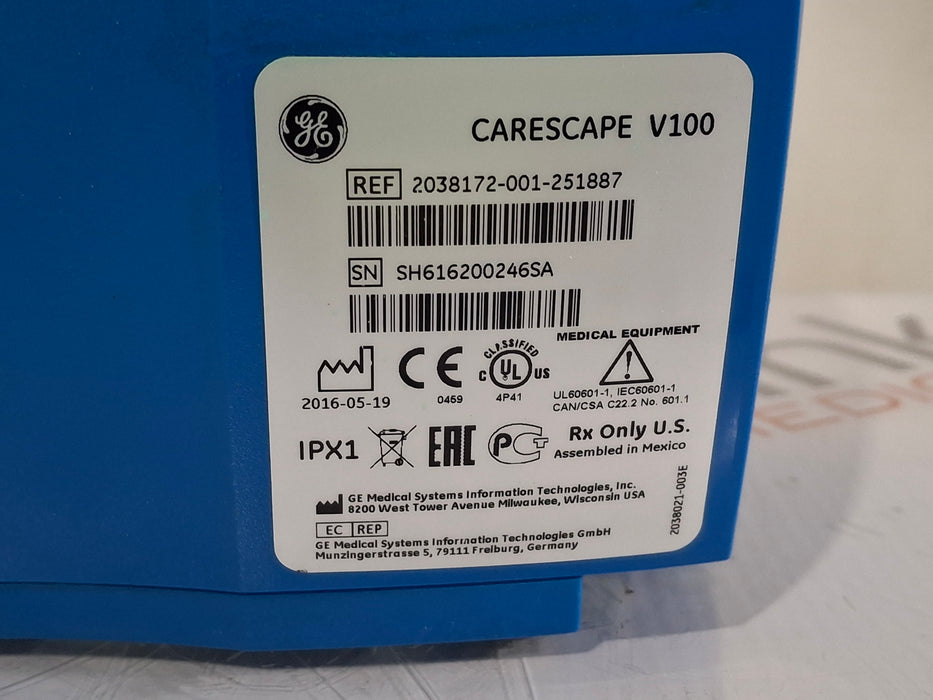 GE
CARESCAPE V100
REF 2038172-001-251887
SN SH616200246SA
MEDICAL EQUIPMENT
CLASSIFIED
C UL US
CE
2016-05-19
0459
4P41
UL60601-1, IEC60601-1
CAN/CSA C22.2 No. 601.1
IPX1
EAC
PCT
Rx Only U.S.
Assembled in Mexico
GE Medical Systems Information Technologies, Inc.
8200 West Tower Avenue Milwaukee, Wisconsin USA
EC REP
GE Medical Systems Information Technologies GmbH
Munzingerstrasse 5, 79111 Freiburg, Germany
2038021-003E